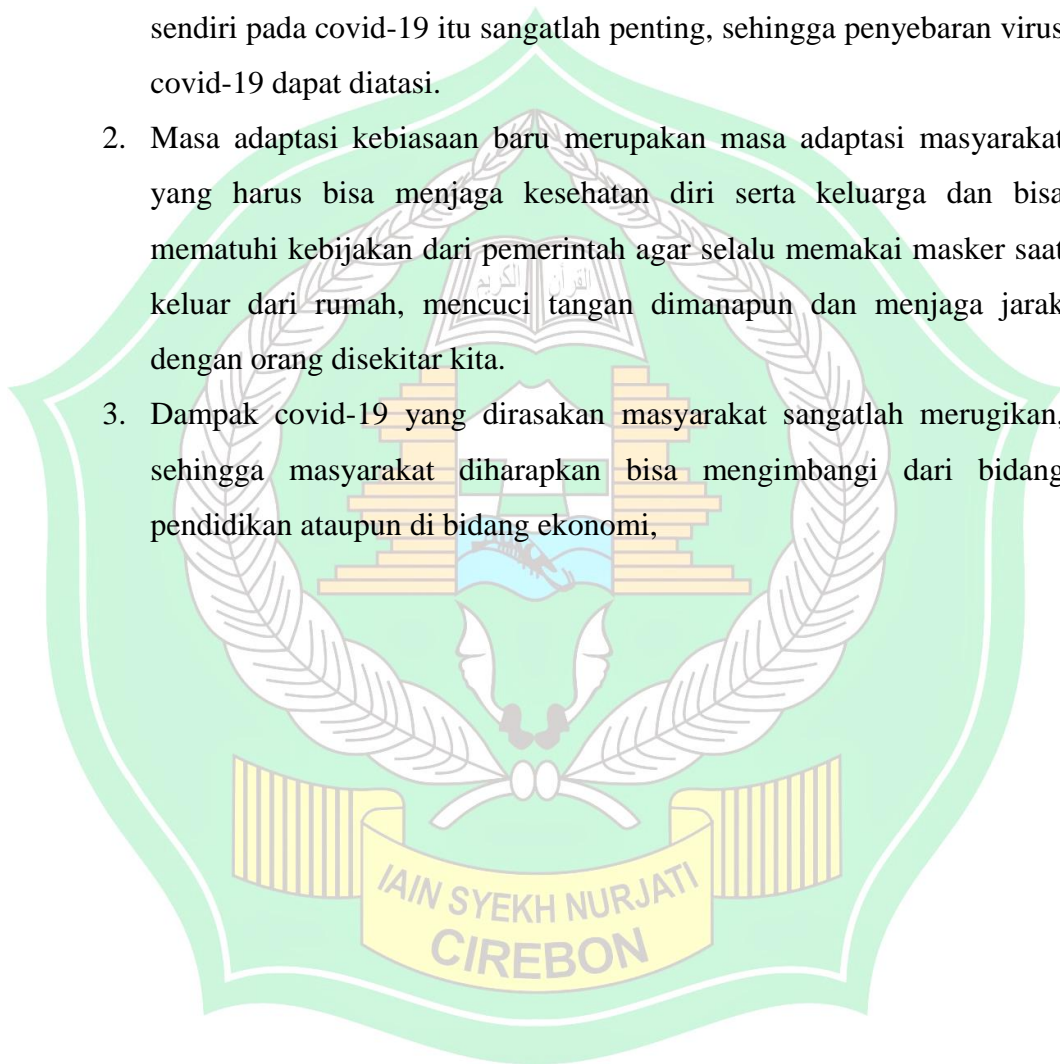 sendiri pada covid-19 itu sangatlah penting, sehingga penyebaran virus
covid-19 dapat diatasi.
2. Masa adaptasi kebiasaan baru merupakan masa adaptasi masyarakat
yang harus bisa menjaga kesehatan diri serta keluarga dan bisa
mematuhi kebijakan dari pemerintah agar selalu memakai masker saat
القرآن الكريم
keluar dari rumah, mencuci tangan dimanapun dan menjaga jarak
dengan orang disekitar kita.
3. Dampak covid-19 yang dirasakan masyarakat sangatlah merugikan,
sehingga masyarakat diharapkan bisa mengimbangi dari bidang
pendidikan ataupun di bidang ekonomi,
IAIN SYEKH NURJATI
CIREBON